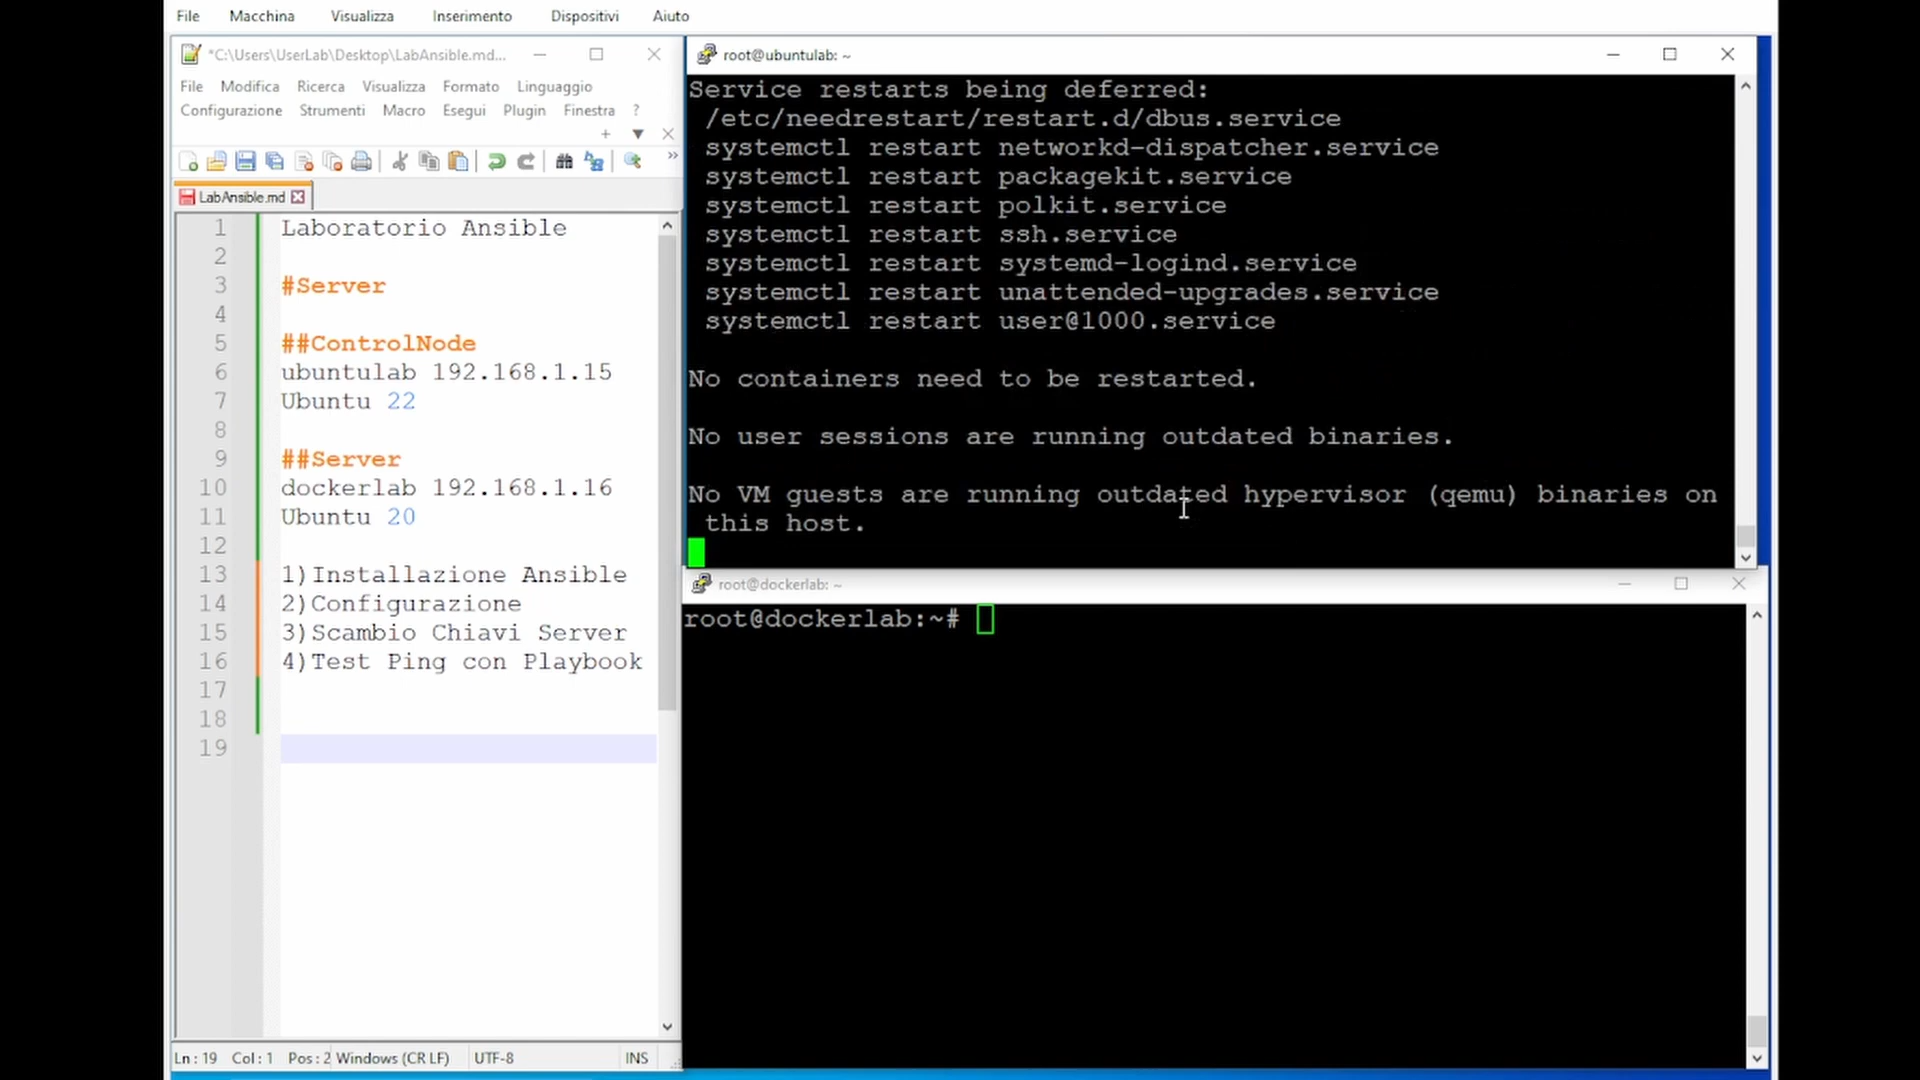 File Macchina Visualizza Inserimento Dispositivi Aiuto
*C:\Users\UserLab\Desktop\LabAnsible.md...
File Modifica Ricerca Visualizza Formato Linguaggio
Configurazione Strumenti Macro Esegui Plugin Finestra ?
LabAnsible.md
1 Laboratorio Ansible
2
3 #Server
4
5 ##ControlNode
6 ubuntulab 192.168.1.15
7 Ubuntu 22
8
9 ##Server
10 dockerlab 192.168.1.16
11 Ubuntu 20
12
13 1)Installazione Ansible
14 2)Configurazione
15 3)Scambio Chiavi Server
16 4)Test Ping con Playbook
17
18
19
Ln : 19 Col : 1 Pos : 2 Windows (CR LF) UTF-8 INS
root@ubuntulab: ~
Service restarts being deferred:
/etc/needrestart/restart.d/dbus.service
systemctl restart networkd-dispatcher.service
systemctl restart packagekit.service
systemctl restart polkit.service
systemctl restart ssh.service
systemctl restart systemd-logind.service
systemctl restart unattended-upgrades.service
systemctl restart user@1000.service
No containers need to be restarted.
No user sessions are running outdated binaries.
No VM guests are running outdated hypervisor (qemu) binaries on
this host.
root@dockerlab: ~
root@dockerlab:~#